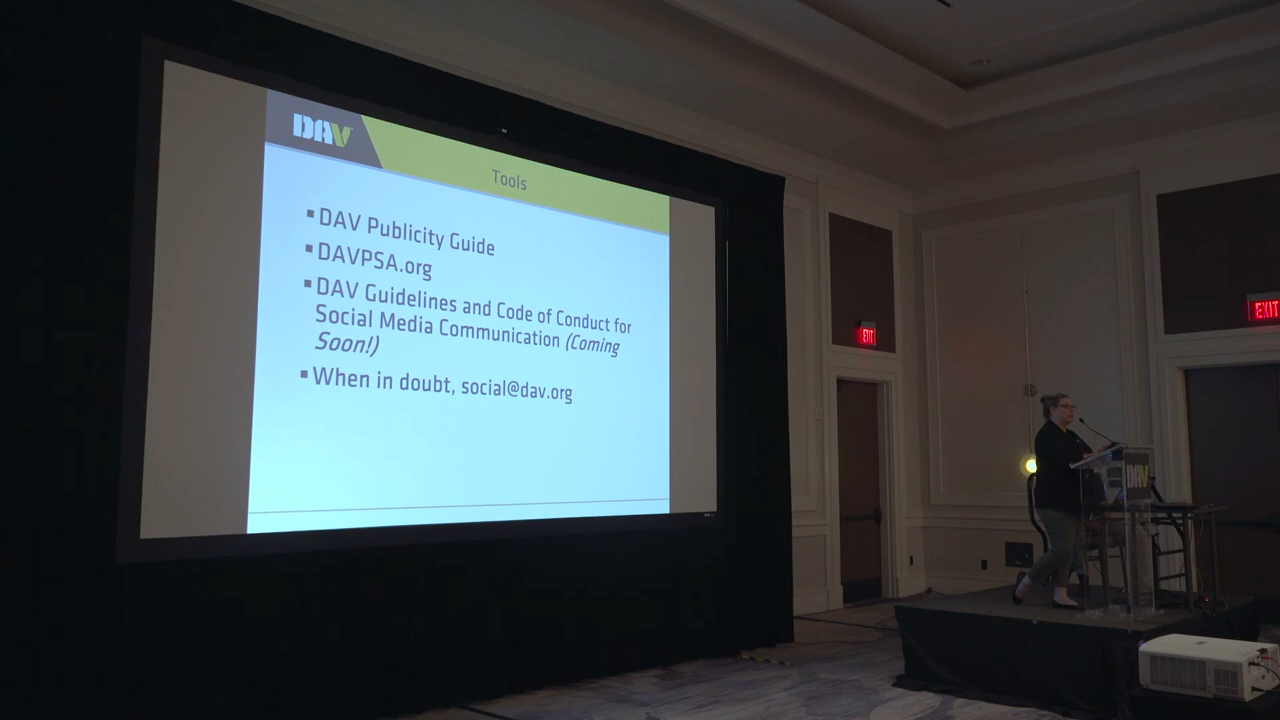 DAV
Tools
▪ DAV Publicity Guide
▪ DAVPSA.org
▪ DAV Guidelines and Code of Conduct for
Social Media Communication (Coming
Soon!)
▪ When in doubt, social@dav.org
EXIT
EXIT
DAV